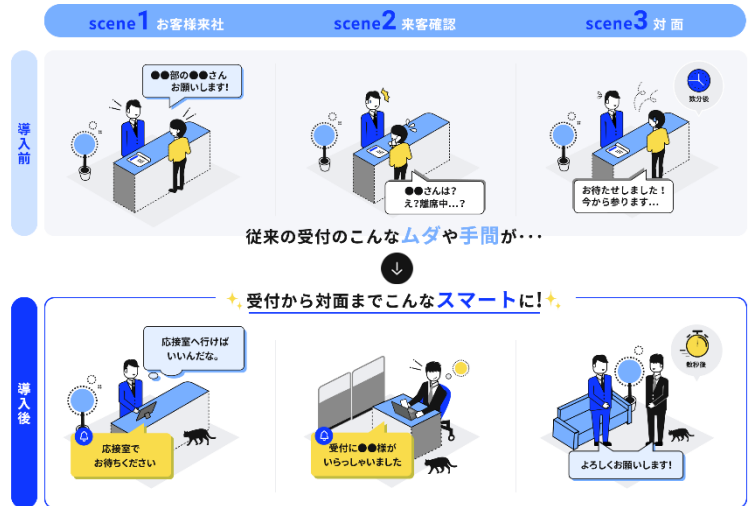 scene1 お客様来社
scene2 来客確認
scene3 対 面
導入前
●●部の●●さん
お願いします!
●●さんは?
え?離席中…?
数分後
お待たせしました!
今から参ります…
従来の受付のこんなムダや手間が･･･
受付から対面までこんなスマートに!
導入後
応接室へ行けば
いいんだな。
応接室で
お待ちください
受付に●●様が
いらっしゃいました
数秒後
よろしくお願いします!